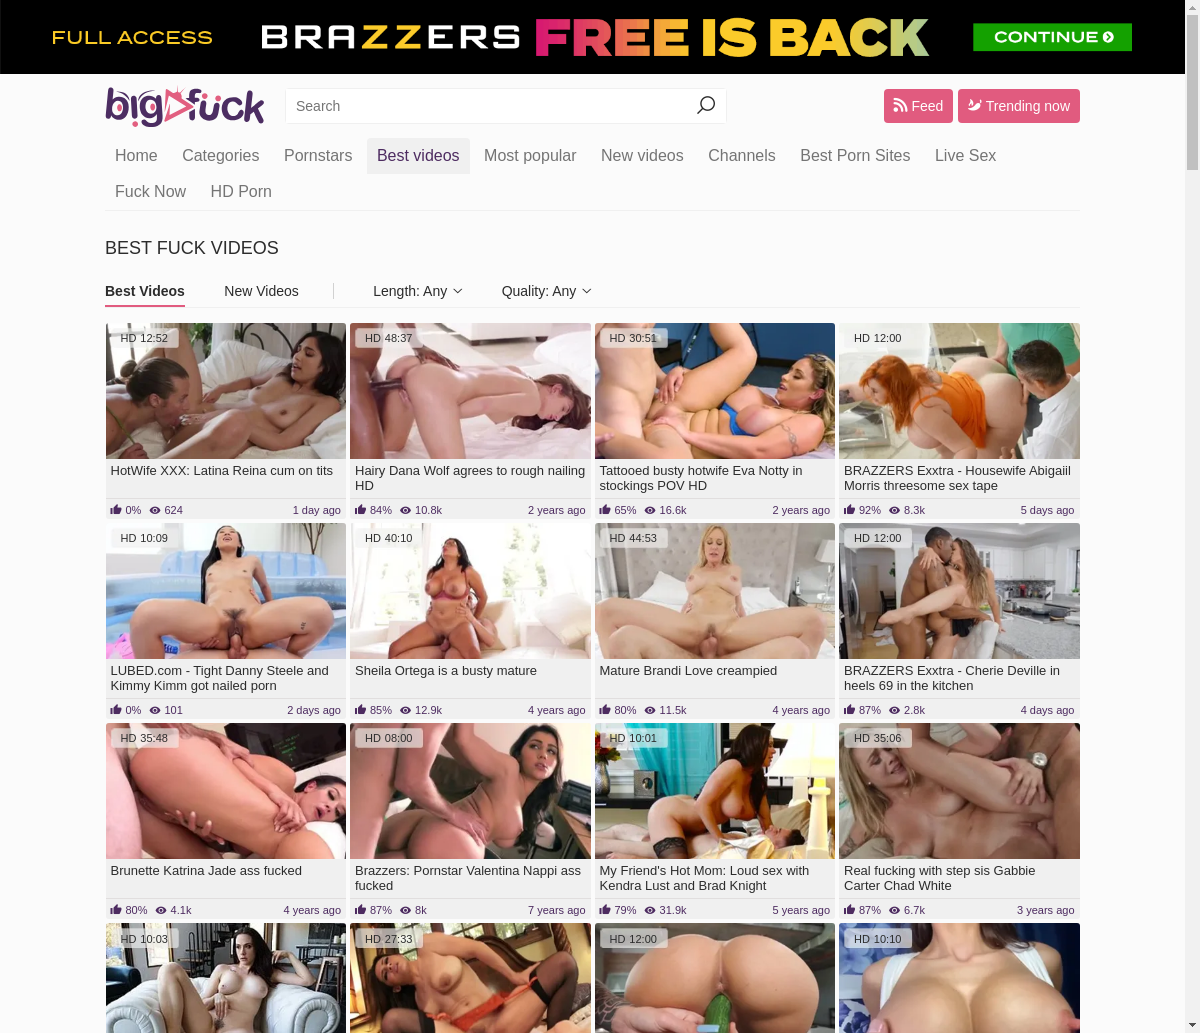 FULL ACCESS
BRAZZERS
FREE IS BACK
CONTINUE
bigfuck
Search
Feed
Trending now
Home Categories Pornstars Best videos Most popular New videos Channels Best Porn Sites Live Sex
Fuck Now HD Porn
BEST FUCK VIDEOS
Best Videos New Videos Length: Any Quality: Any
HD 12:52
HD 48:37
HD 30:51
HD 12:00
HotWife XXX: Latina Reina cum on tits
Hairy Dana Wolf agrees to rough nailing
HD
Tattooed busty hotwife Eva Notty in
stockings POV HD
BRAZZERS Exxtra - Housewife Abigaiil
Morris threesome sex tape
0% 624 1 day ago
84% 10.8k 2 years ago
65% 16.6k 2 years ago
92% 8.3k 5 days ago
HD 10:09
HD 40:10
HD 44:53
HD 12:00
LUBED.com - Tight Danny Steele and
Kimmy Kimm got nailed porn
Sheila Ortega is a busty mature
Mature Brandi Love creampied
BRAZZERS Exxtra - Cherie Deville in
heels 69 in the kitchen
0% 101 2 days ago
85% 12.9k 4 years ago
80% 11.5k 4 years ago
87% 2.8k 4 days ago
HD 35:48
HD 08:00
HD 10:01
HD 35:06
Brunette Katrina Jade ass fucked
Brazzers: Pornstar Valentina Nappi ass
fucked
My Friend's Hot Mom: Loud sex with
Kendra Lust and Brad Knight
Real fucking with step sis Gabbie
Carter Chad White
80% 4.1k 4 years ago
87% 8k 7 years ago
79% 31.9k 5 years ago
87% 6.7k 3 years ago
HD 10:03
HD 27:33
HD 12:00
HD 10:10